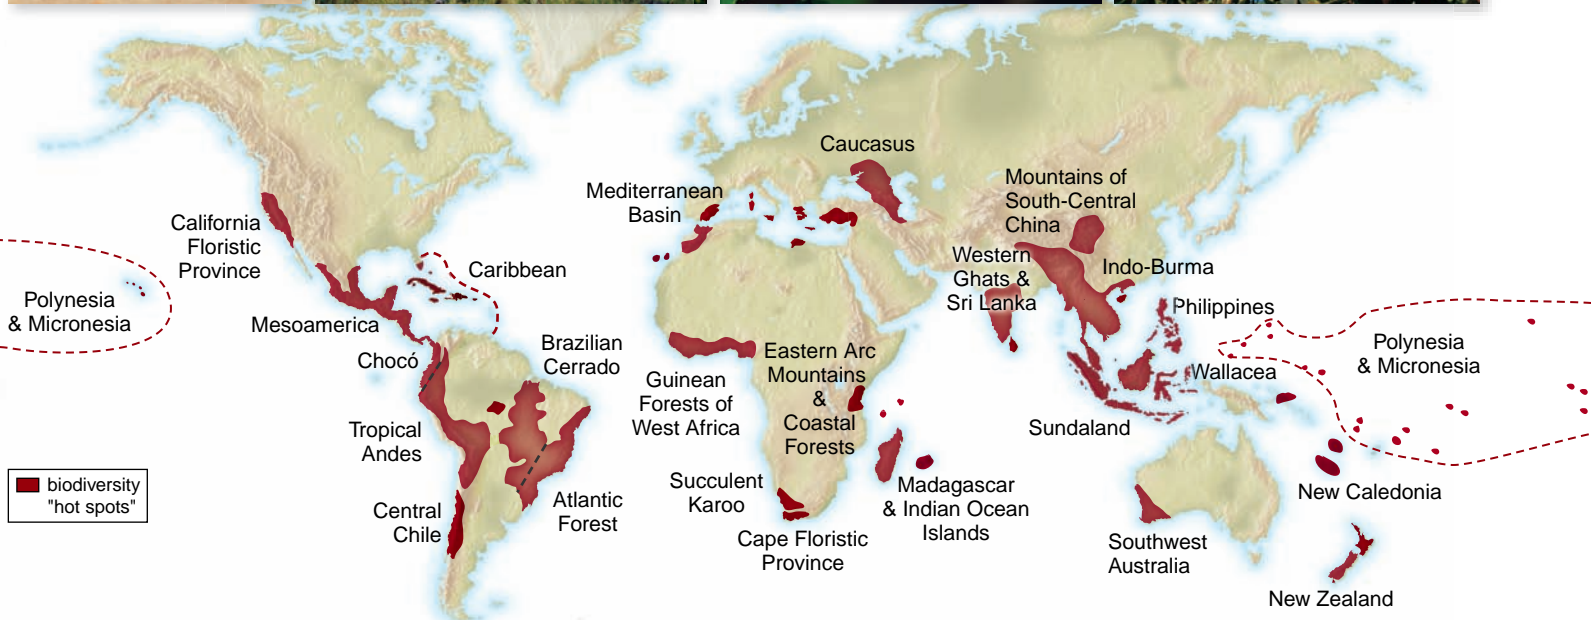 Caucasus
Mountains of
South-Central
China
Mediterranean
Basin
California
Floristic
Province
Caribbean
Western
Ghats &
Sri Lanka
Indo-Burma
Philippines
Polynesia
& Micronesia
Mesoamerica
Chocó
Brazilian
Cerrado
Eastern Arc
Mountains
&
Coastal
Forests
Guinean
Forests of
West Africa
Wallacea
Polynesia
& Micronesia
Sundaland
Tropical
Andes
biodiversity
"hot spots"
Central
Chile
Atlantic
Forest
Succulent
Karoo
Cape Floristic
Province
Madagascar
& Indian Ocean
Islands
New Caledonia
Southwest
Australia
New Zealand